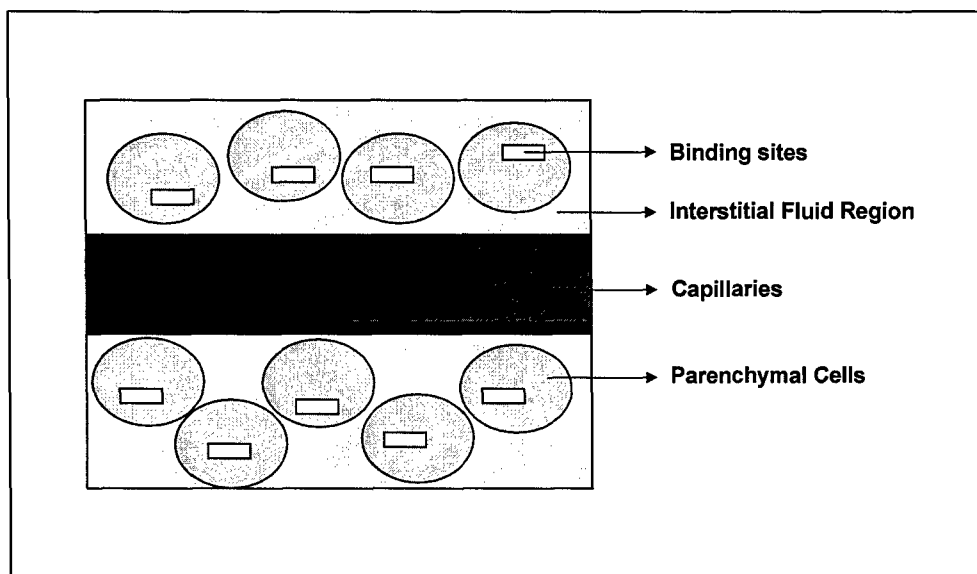 Binding sites
Interstitial Fluid Region
Capillaries
Parenchymal Cells